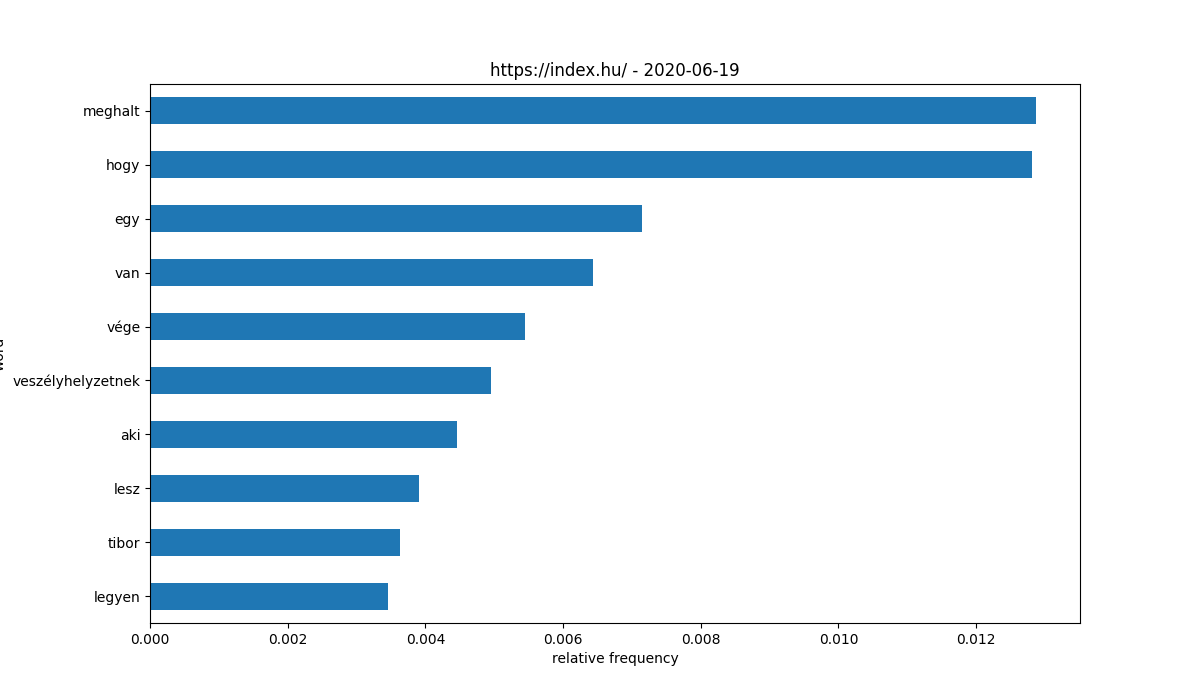 https://index.hu/ - 2020-06-19
meghalt
hogy
egy
van
vége
veszélyhelyzetnek
aki
lesz
tibor
legyen
0.000 0.002 0.004 0.006 0.008 0.010 0.012
relative frequency